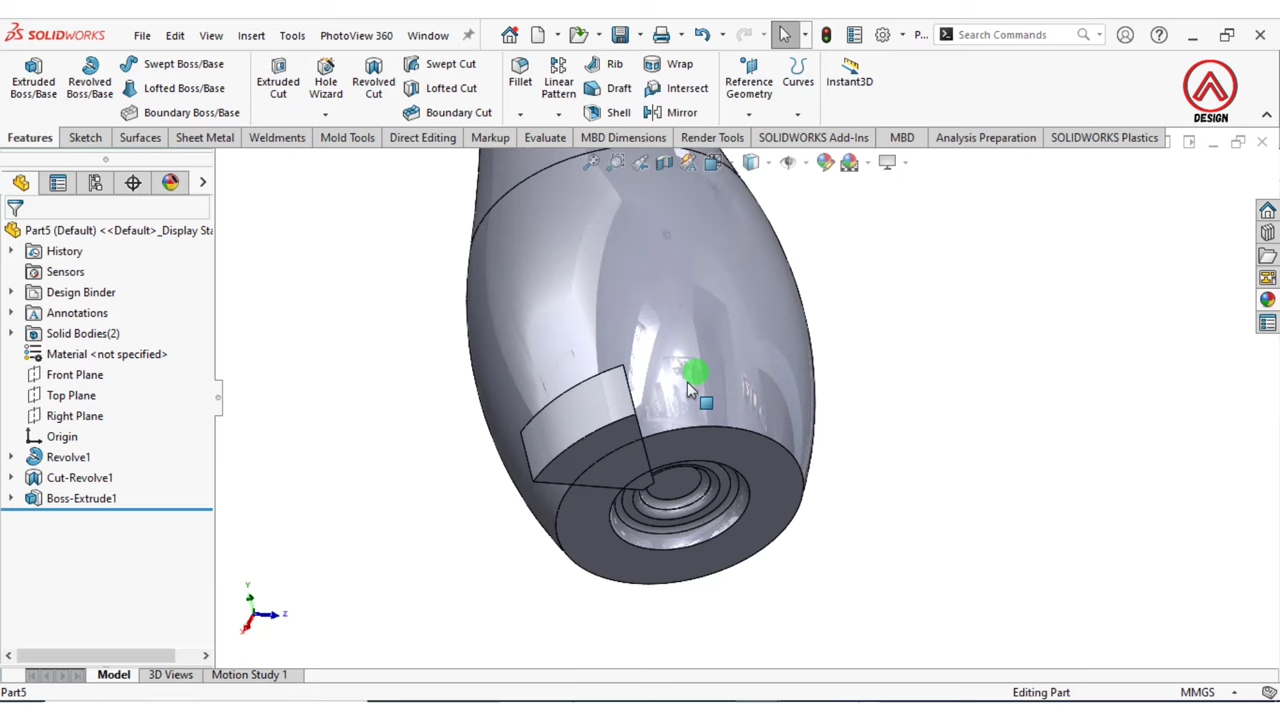 SOLIDWORKS File Edit View Insert Tools PhotoView 360 Window P... Search Commands
Extruded Boss/Base
Revolved Boss/Base
Swept Boss/Base
Lofted Boss/Base
Boundary Boss/Base
Extruded Cut
Hole Wizard
Revolved Cut
Swept Cut
Lofted Cut
Boundary Cut
Fillet
Linear Pattern
Rib
Draft
Shell
Wrap
Intersect
Mirror
Reference Geometry
Curves
Instant3D
DESIGN
Features Sketch Surfaces Sheet Metal Weldments Mold Tools Direct Editing Markup Evaluate MBD Dimensions Render Tools SOLIDWORKS Add-Ins MBD Analysis Preparation SOLIDWORKS Plastics
Part5 (Default) <<Default>_Display Sta
History
Sensors
Design Binder
Annotations
Solid Bodies(2)
Material <not specified>
Front Plane
Top Plane
Right Plane
Origin
Revolve1
Cut-Revolve1
Boss-Extrude1
Y
Z
X
Model 3D Views Motion Study 1
Part5 Editing Part MMGS